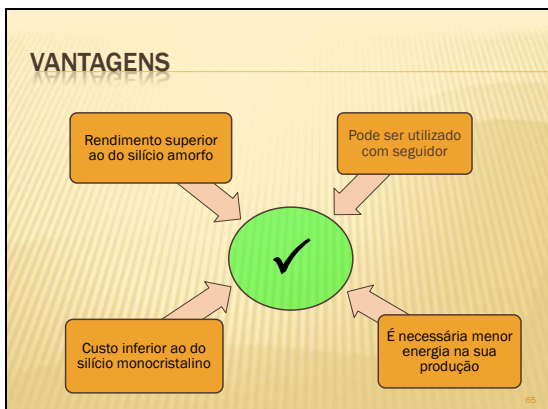 VANTAGENS
Rendimento superior
ao do silício amorfo
Pode ser utilizado
com seguidor
✓
Custo inferior ao do
silício monocristalino
É necessária menor
energia na sua
produção
65